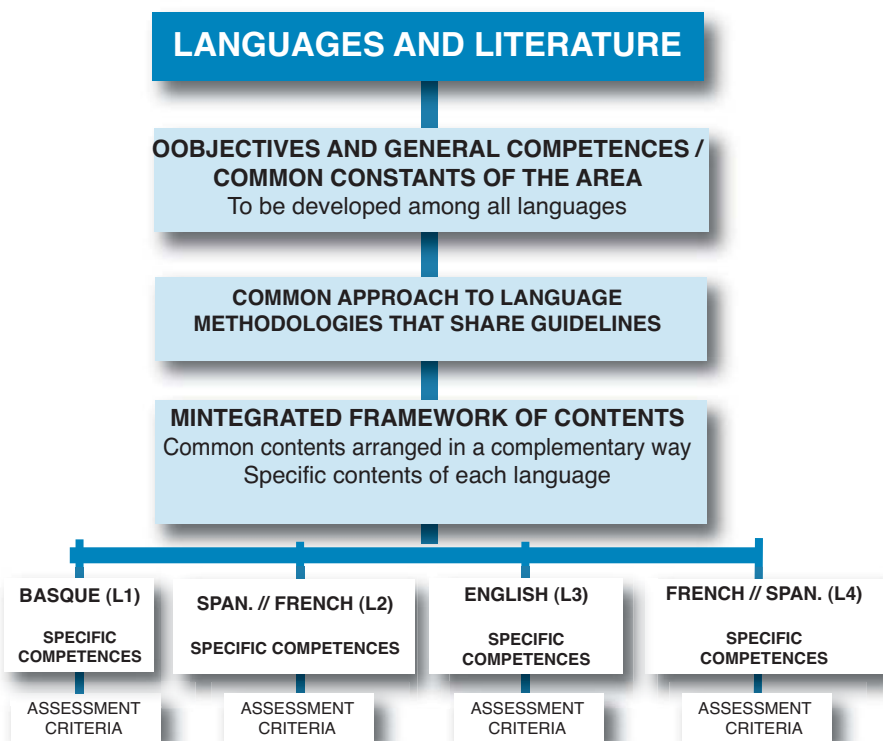 LANGUAGES AND LITERATURE
OOBJECTIVES AND GENERAL COMPETENCES /
COMMON CONSTANTS OF THE AREA
To be developed among all languages
COMMON APPROACH TO LANGUAGE
METHODOLOGIES THAT SHARE GUIDELINES
MINTEGRATED FRAMEWORK OF CONTENTS
Common contents arranged in a complementary way
Specific contents of each language
BASQUE (L1)
SPECIFIC
COMPETENCES
SPAN. // FRENCH (L2)
SPECIFIC COMPETENCES
ENGLISH (L3)
SPECIFIC
COMPETENCES
FRENCH // SPAN. (L4)
SPECIFIC
COMPETENCES
ASSESSMENT
CRITERIA
ASSESSMENT
CRITERIA
ASSESSMENT
CRITERIA
ASSESSMENT
CRITERIA